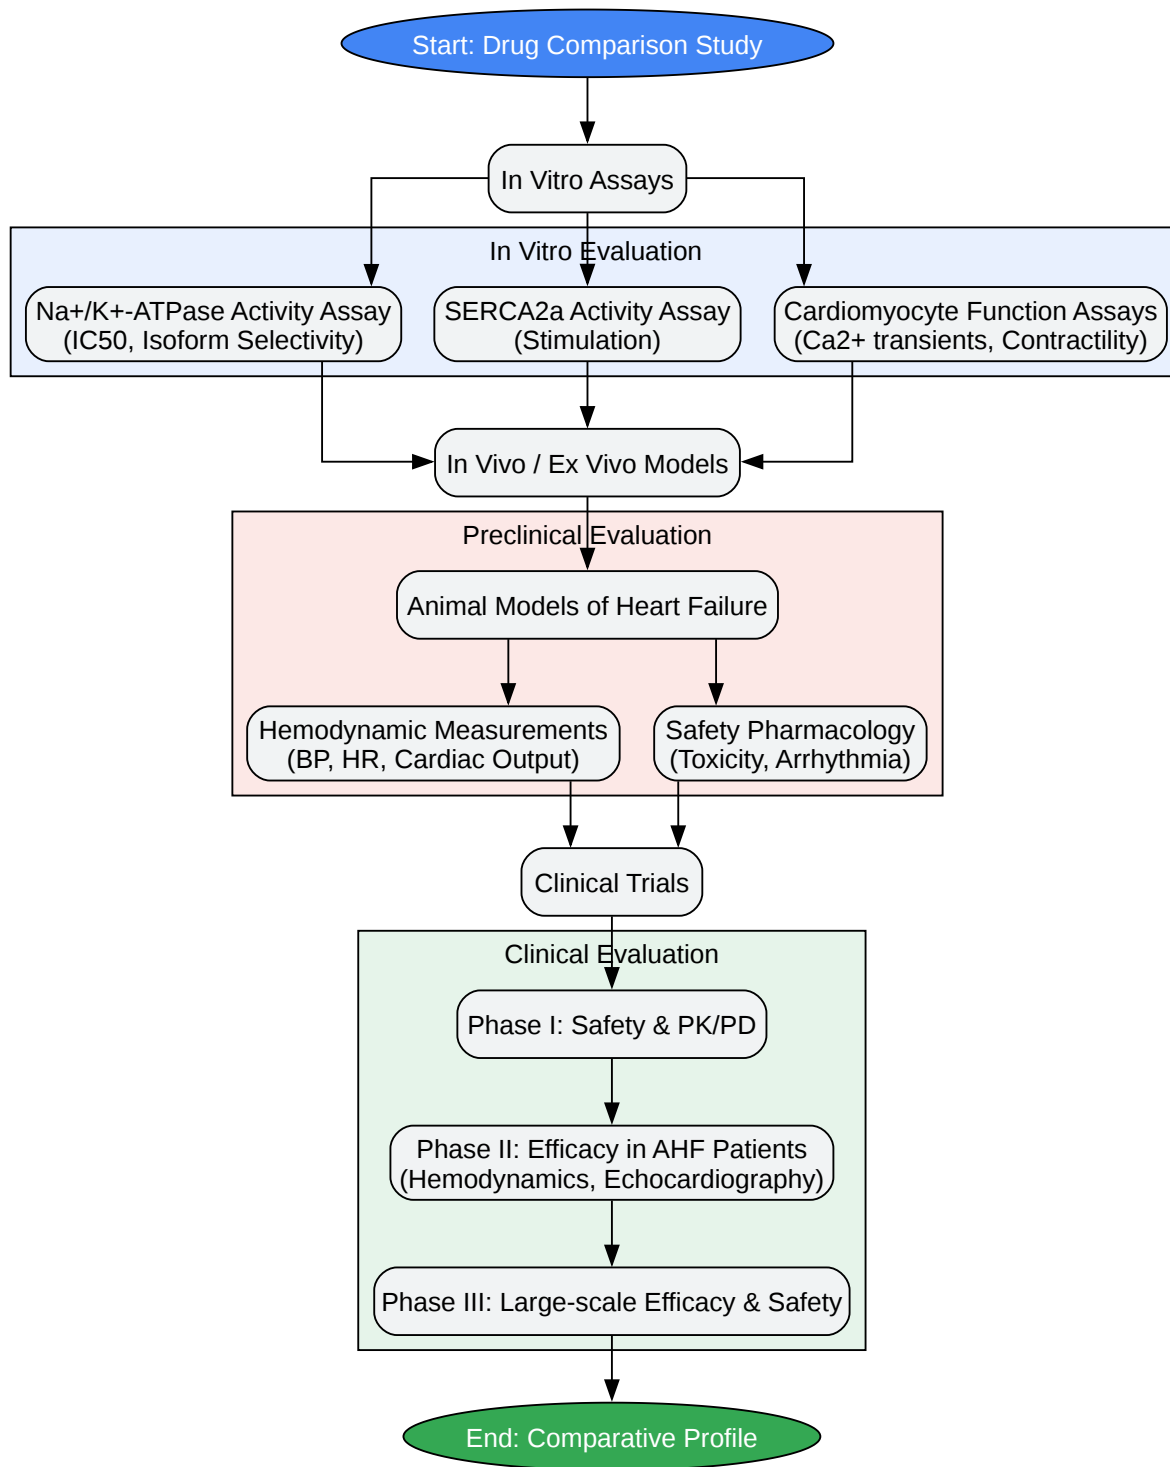 Start: Drug Comparison Study
In Vitro Assays
In Vitro Evaluation
Na+/K+-ATPase Activity Assay
(IC50, Isoform Selectivity)
SERCA2a Activity Assay
(Stimulation)
Cardiomyocyte Function Assays
(Ca2+ transients, Contractility)
In Vivo / Ex Vivo Models
Preclinical Evaluation
Animal Models of Heart Failure
Hemodynamic Measurements
(BP, HR, Cardiac Output)
Safety Pharmacology
(Toxicity, Arrhythmia)
Clinical Trials
Clinical Evaluation
Phase I: Safety & PK/PD
Phase II: Efficacy in AHF Patients
(Hemodynamics, Echocardiography)
Phase III: Large-scale Efficacy & Safety
End: Comparative Profile